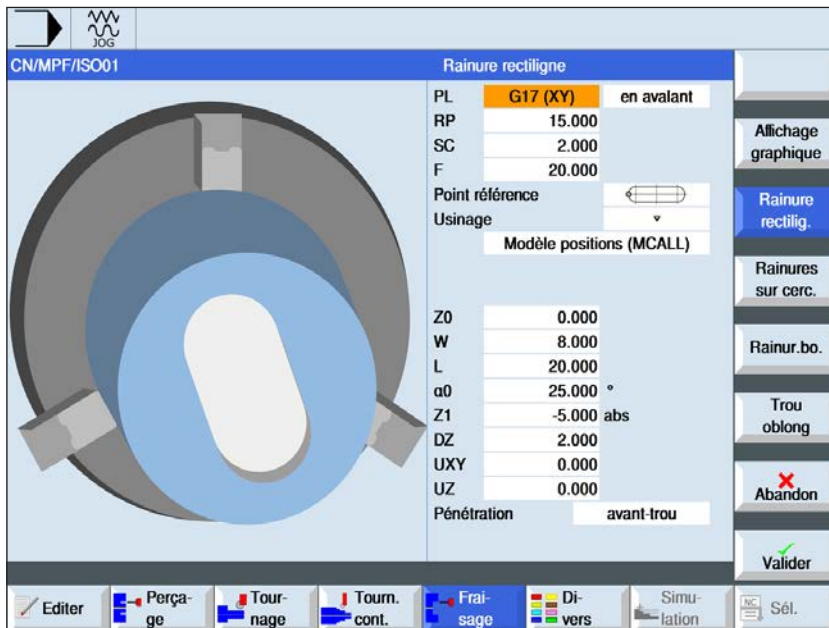 JOG
CN/MPF/ISO01 Rainure rectiligne
PL G17 (XY) en avalant
RP 15.000
SC 2.000
F 20.000
Point référence
Usinage
Modèle positions (MCALL)
Z0 0.000
W 8.000
L 20.000
α0 25.000 °
Z1 -5.000 abs
DZ 2.000
UXY 0.000
UZ 0.000
Pénétration avant-trou
Affichage
graphique
Rainure
rectilig.
Rainures
sur cerc.
Rainur.bo.
Trou
oblong
Abandon
Valider
Editer
Perça-
ge
Tour-
nage
Tourn.
cont.
Frai-
sage
Di-
vers
Simu-
lation
NC
Sél.